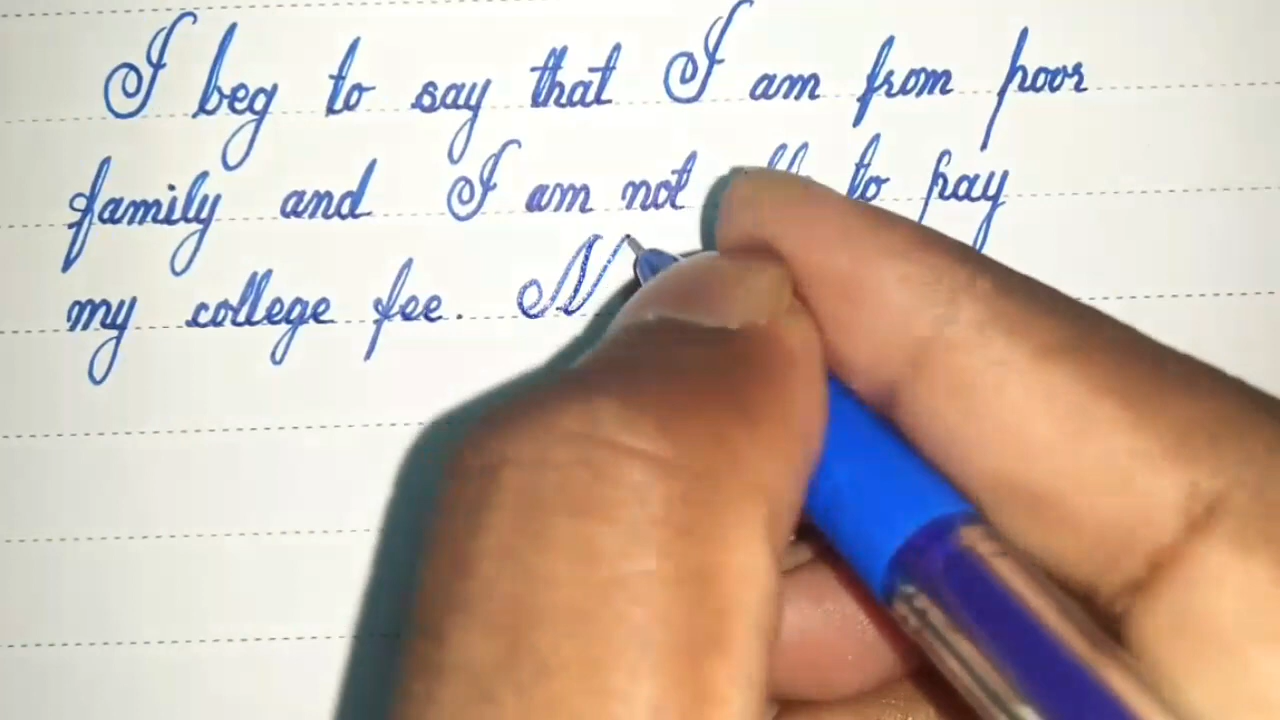 I beg to say that I am from poor
family and I am not to pay
my college fee. N